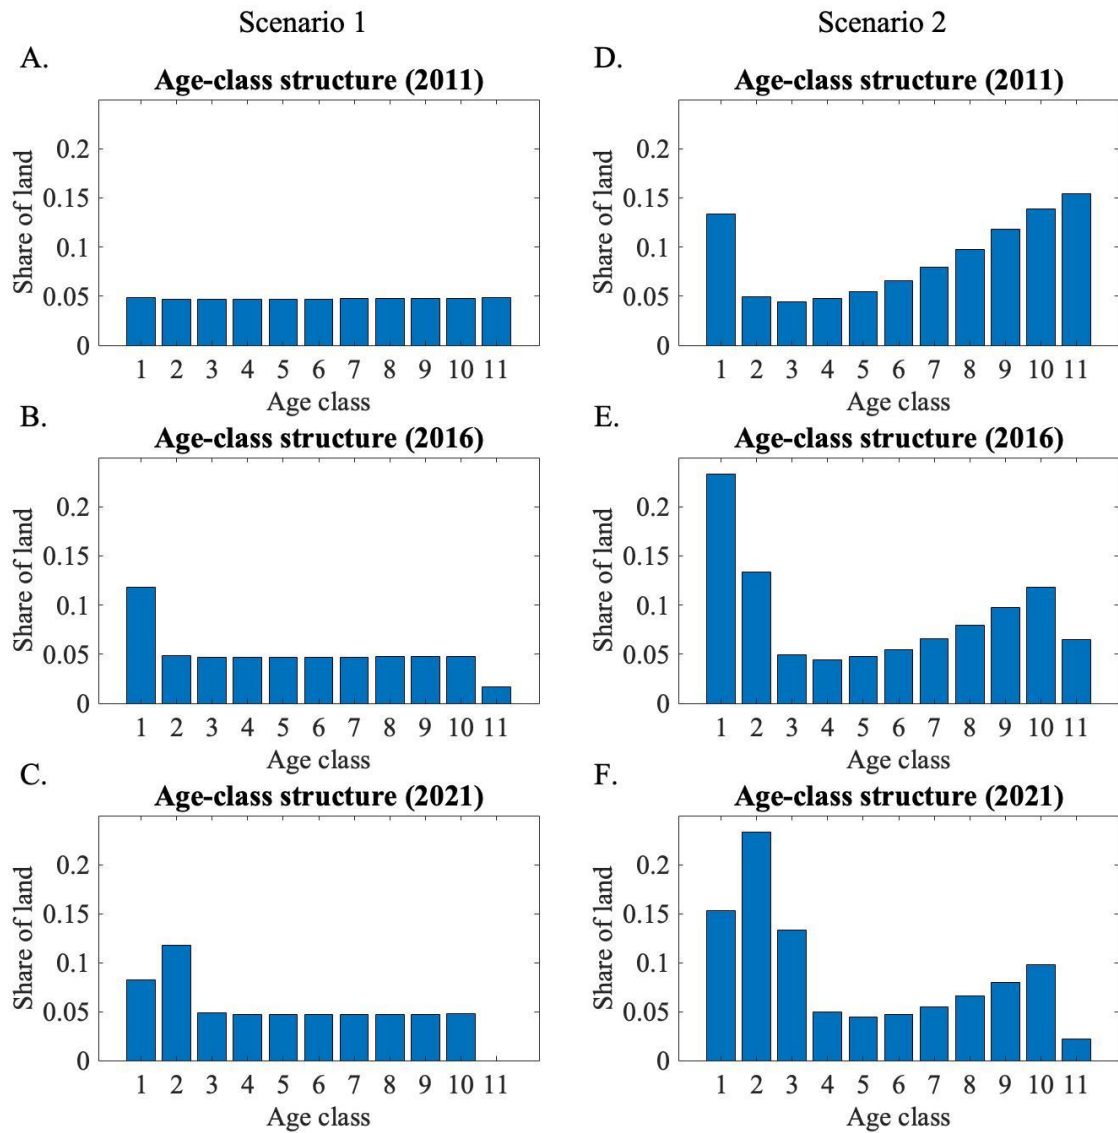 Scenario 1
A.
Age-class structure (2011)
Share of land
0.2
0.15
0.1
0.05
0
1 2 3 4 5 6 7 8 9 10 11
Age class
B.
Age-class structure (2016)
Share of land
0.2
0.15
0.1
0.05
0
1 2 3 4 5 6 7 8 9 10 11
Age class
C.
Age-class structure (2021)
Share of land
0.2
0.15
0.1
0.05
0
1 2 3 4 5 6 7 8 9 10 11
Age class
Scenario 2
D.
Age-class structure (2011)
Share of land
0.2
0.15
0.1
0.05
0
1 2 3 4 5 6 7 8 9 10 11
Age class
E.
Age-class structure (2016)
Share of land
0.2
0.15
0.1
0.05
0
1 2 3 4 5 6 7 8 9 10 11
Age class
F.
Age-class structure (2021)
Share of land
0.2
0.15
0.1
0.05
0
1 2 3 4 5 6 7 8 9 10 11
Age class